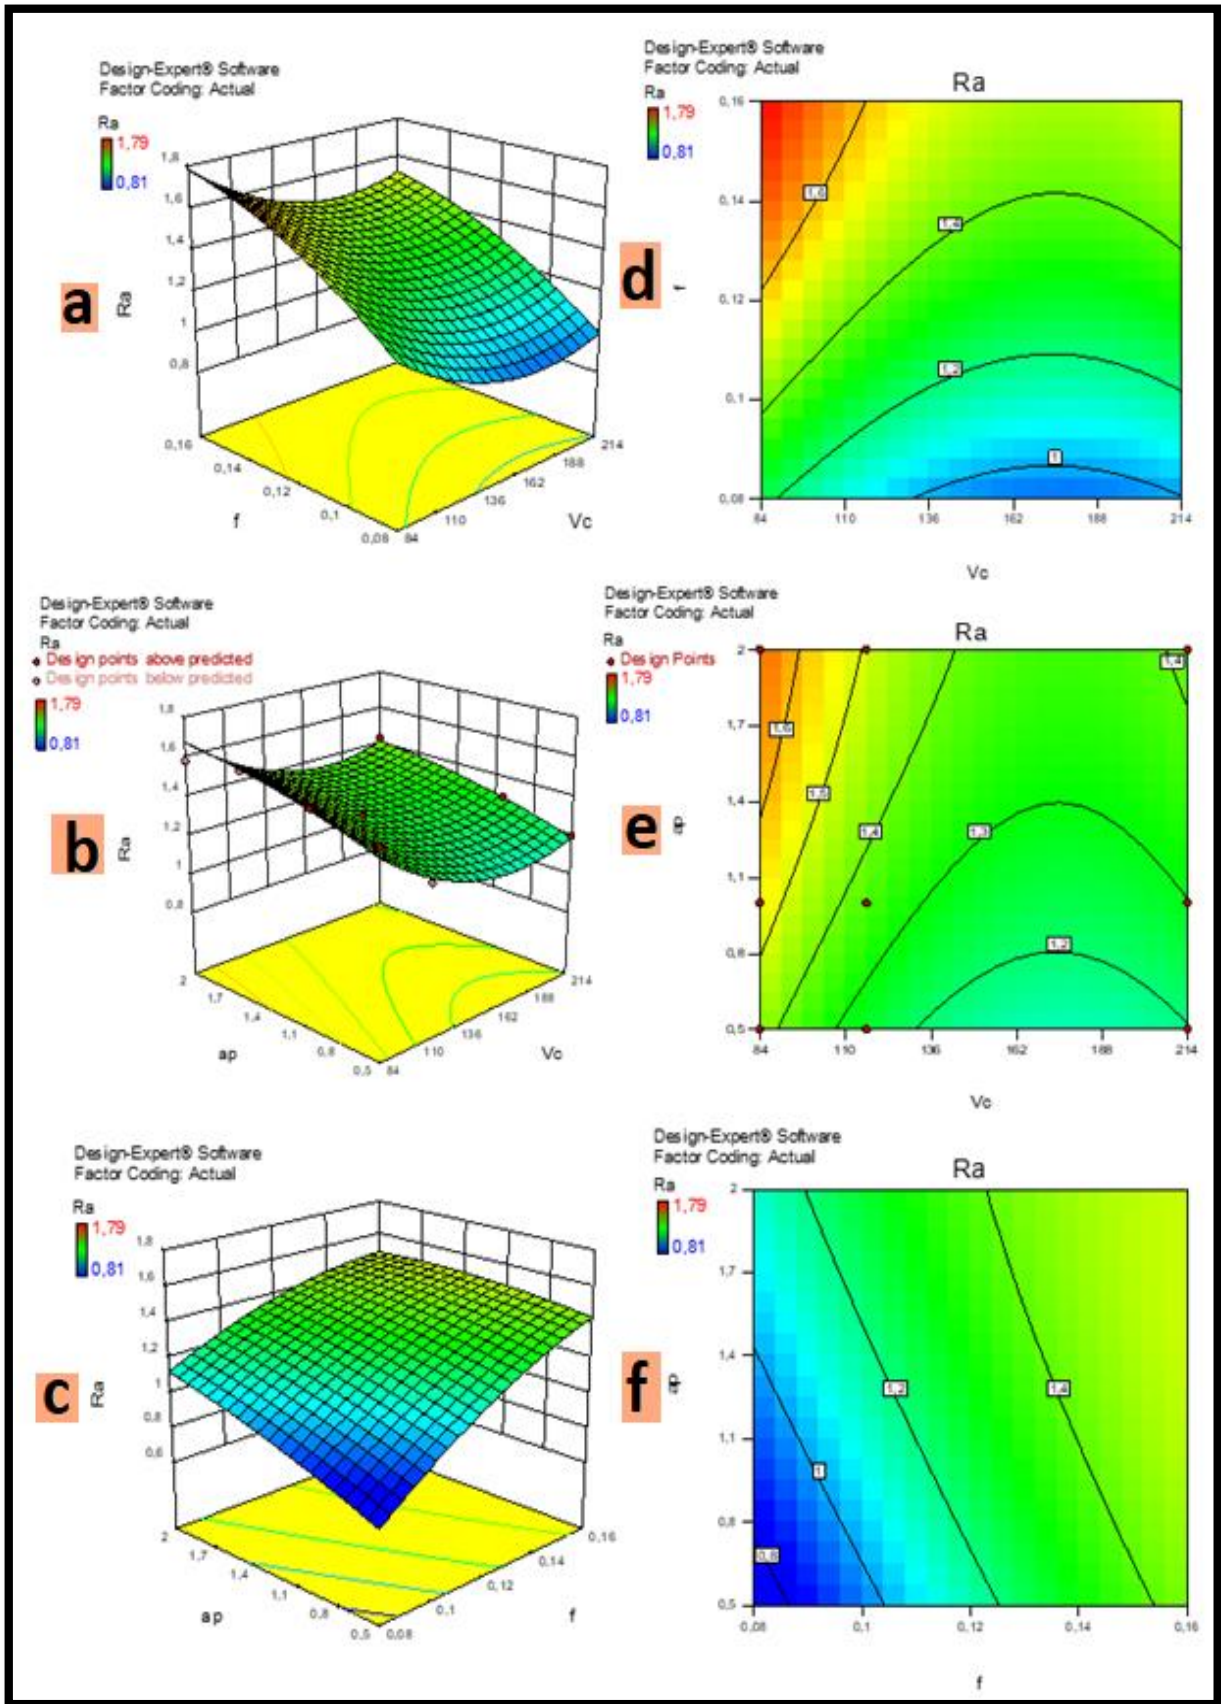 Design-Expert® Software
Factor Coding: Actual
Ra
1,79
0,81
1,8
1,6
1,4
1,2
1
0,8
Ra
a
0,16
0,14
0,12
0,1
0,08
f
84
110
136
162
188
214
Vc
Design-Expert® Software
Factor Coding: Actual
Ra
1,79
0,81
Ra
0,16
0,14
0,12
0,1
0,08
f
d
1,6
1,4
1,2
1
84
110
136
162
188
214
Vc
Design-Expert® Software
Factor Coding: Actual
Ra
Design points above predicted
Design points below predicted
1,79
0,81
1,8
1,6
1,4
1,2
1
0,8
Ra
b
2
1,7
1,4
1,1
0,8
0,5
ap
84
110
136
162
188
214
Vc
Design-Expert® Software
Factor Coding: Actual
Ra
Design Points
1,79
0,81
Ra
2
1,7
1,4
1,1
0,8
0,5
ap
e
1,6
1,5
1,4
1,3
1,2
1,4
84
110
136
162
188
214
Vc
Design-Expert® Software
Factor Coding: Actual
Ra
1,79
0,81
1,8
1,6
1,4
1,2
1
0,8
0,6
Ra
c
2
1,7
1,4
1,1
0,8
0,5
ap
0,08
0,1
0,12
0,14
0,16
f
Design-Expert® Software
Factor Coding: Actual
Ra
1,79
0,81
Ra
2
1,7
1,4
1,1
0,8
0,5
ap
f
0,8
1
1,2
1,4
0,08
0,1
0,12
0,14
0,16
f